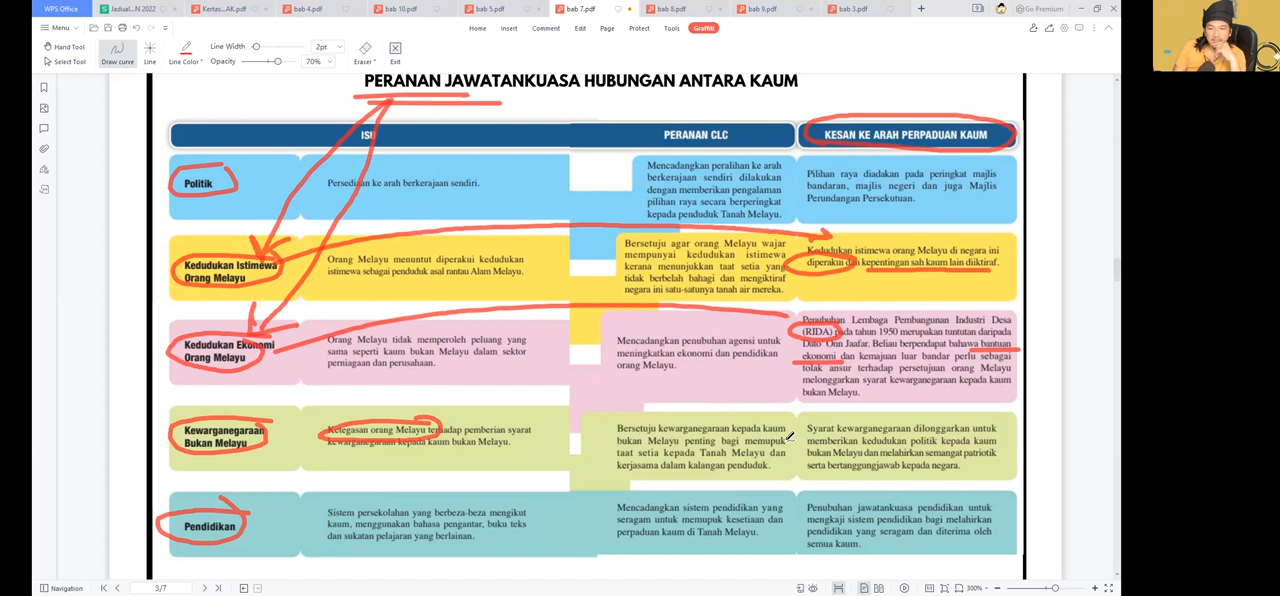 WPS Office
Jadual...N 2022
Kertas...AK.pdf
bab 4.pdf
bab 10.pdf
bab 5.pdf
bab 7.pdf
bab 9.pdf
bab 3.pdf
Go Premium
Menu
Home Insert Comment Edit Page Protect Tools Graffiti
Hand Tool
Select Tool
Draw curve
Line
Line Color
Line Width 2pt
Opacity 70%
Eraser
Exit
PERANAN JAWATANKUASA HUBUNGAN ANTARA KAUM
ISU
PERANAN CLC
KESAN KE ARAH PERPADUAN KAUM
Politik
Persediaan ke arah berkerajaan sendiri.
Mencadangkan peralihan ke arah
berkerajaan sendiri dilakukan
dengan memberikan pengalaman
pilihan raya secara berperingkat
kepada penduduk Tanah Melayu.
Pilihan raya diadakan pada peringkat majlis
bandaran, majlis negeri dan juga Majlis
Perundangan Persekutuan.
Kedudukan Istimewa
Orang Melayu
Orang Melayu menuntut diperakui kedudukan
istimewa sebagai penduduk asal rantau Alam Melayu.
Bersetuju agar orang Melayu wajar
mempunyai kedudukan istimewa
kerana menunjukkan taat setia yang
tidak berbelah bahagi dan mengiktiraf
negara ini satu-satunya tanah air mereka.
Kedudukan istimewa orang Melayu di negara ini
diperakui dan kepentingan sah kaum lain diiktiraf.
Kedudukan Ekonomi
Orang Melayu
Orang Melayu tidak memperoleh peluang yang
sama seperti kaum bukan Melayu dalam sektor
perniagaan dan perusahaan.
Mencadangkan penubuhan agensi untuk
meningkatkan ekonomi dan pendidikan
orang Melayu.
Penubuhan Lembaga Pembangunan Industri Desa
(RIDA) pada tahun 1950 merupakan tuntutan daripada
Dato' Onn Jaafar. Beliau berpendapat bahawa bantuan
ekonomi dan kemajuan luar bandar perlu sebagai
tolak ansur terhadap persetujuan orang Melayu
melonggarkan syarat kewarganegaraan kepada kaum
bukan Melayu.
Kewarganegaraan
Bukan Melayu
Ketegasan orang Melayu terhadap pemberian syarat
kewarganegaraan kepada kaum bukan Melayu.
Bersetuju kewarganegaraan kepada kaum
bukan Melayu penting bagi memupuk
taat setia kepada Tanah Melayu dan
kerjasama dalam kalangan penduduk.
Syarat kewarganegaraan dilonggarkan untuk
memberikan kedudukan politik kepada kaum
bukan Melayu dan melahirkan semangat patriotik
serta bertanggungjawab kepada negara.
Pendidikan
Sistem persekolahan yang berbeza-beza mengikut
kaum, menggunakan bahasa pengantar, buku teks
dan sukatan pelajaran yang berlainan.
Mencadangkan sistem pendidikan yang
seragam untuk memupuk kesetiaan dan
perpaduan kaum di Tanah Melayu.
Penubuhan jawatankuasa pendidikan untuk
mengkaji sistem pendidikan bagi melahirkan
pendidikan yang seragam dan diterima oleh
semua kaum.
Navigation
3/7
300%